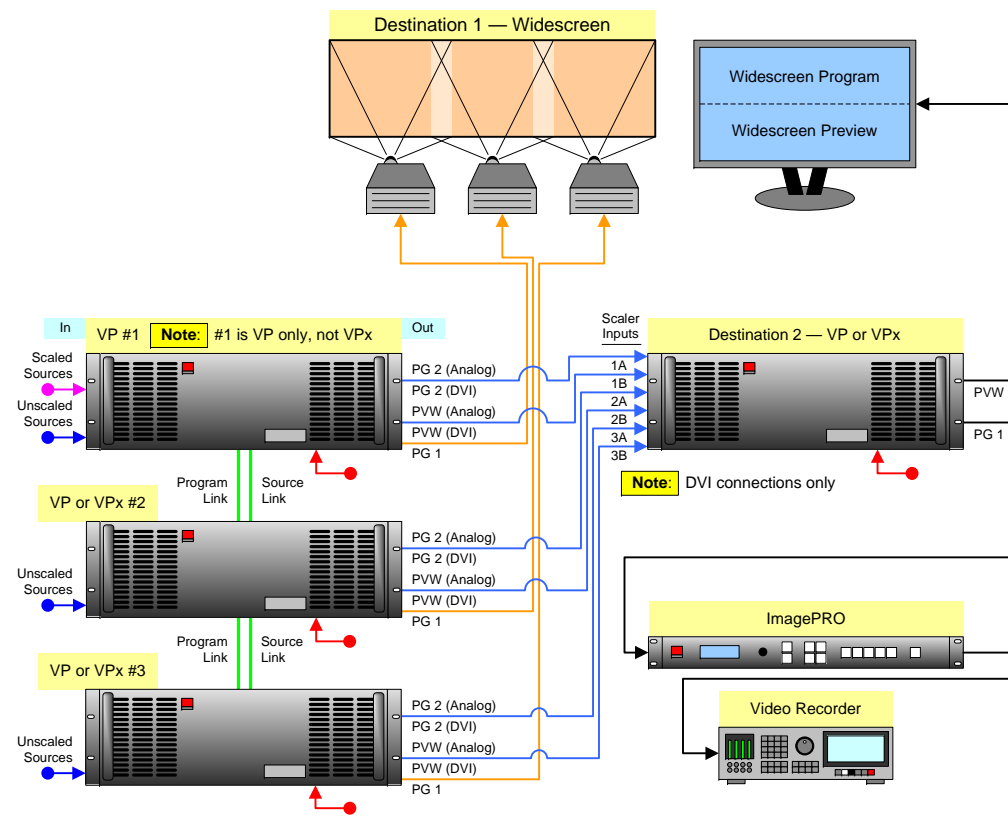 Destination 1 — Widescreen
Widescreen Program
Widescreen Preview
In
VP #1
Note: #1 is VP only, not VPx
Out
Scaled
Sources
Unscaled
Sources
PG 2 (Analog)
PG 2 (DVI)
PVW (Analog)
PVW (DVI)
PG 1
Scaler
Inputs
1A
1B
2A
2B
3A
3B
Destination 2 — VP or VPx
PVW
PG 1
Note: DVI connections only
Program
Link
Source
Link
VP or VPx #2
Unscaled
Sources
PG 2 (Analog)
PG 2 (DVI)
PVW (Analog)
PVW (DVI)
PG 1
Program
Link
Source
Link
ImagePRO
VP or VPx #3
Unscaled
Sources
PG 2 (Analog)
PG 2 (DVI)
PVW (Analog)
PVW (DVI)
PG 1
Video Recorder